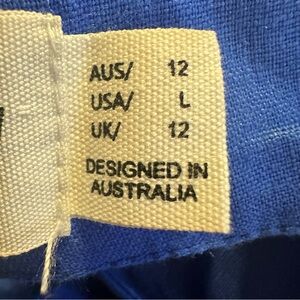 AUS/ 12
USA/ L
UK/ 12
DESIGNED IN
AUSTRALIA